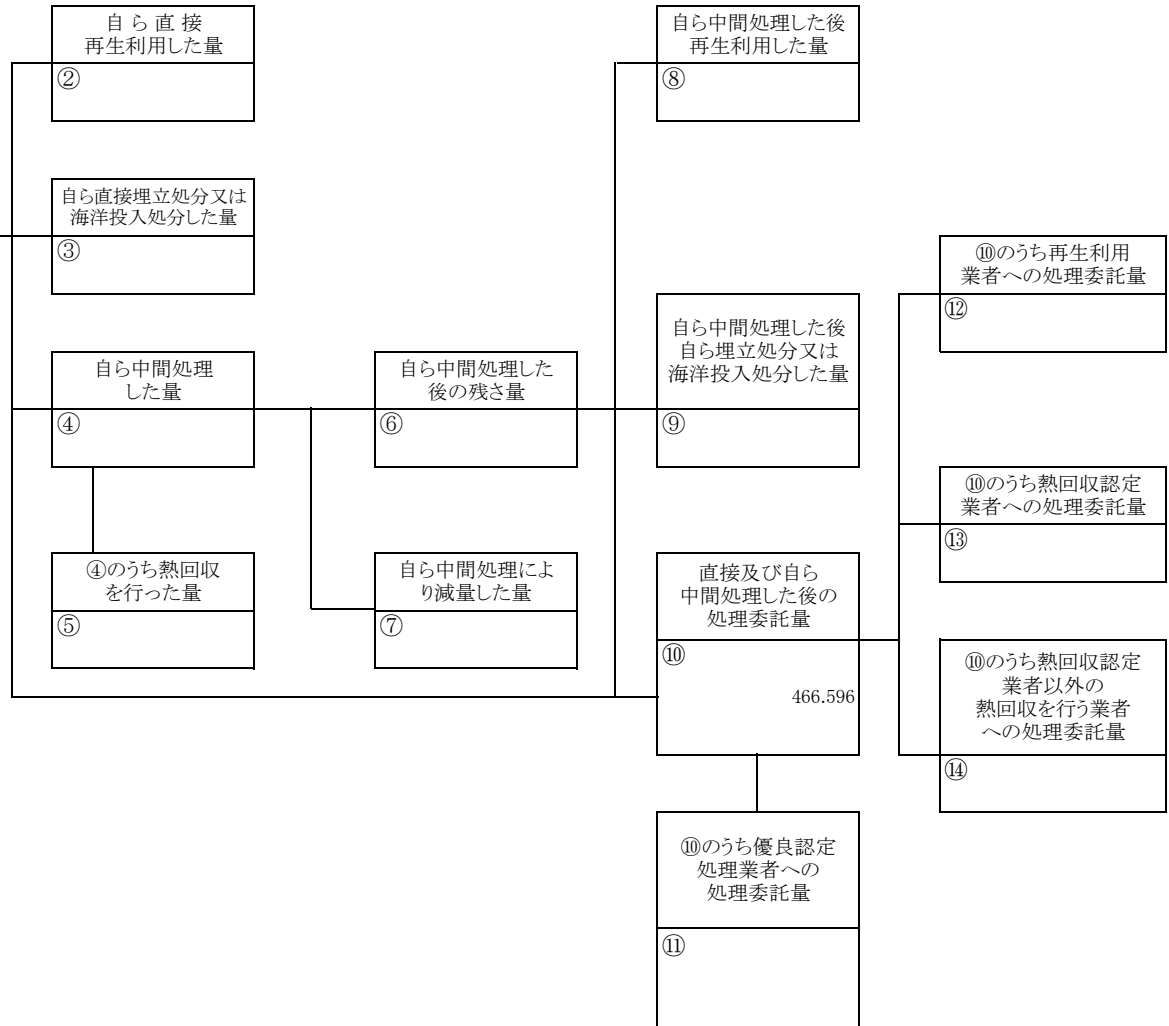 自 ら 直 接
再生利用した量
②
自ら直接埋立処分又は
海洋投入処分した量
③
自ら中間処理
した量
④
④のうち熱回収
を行った量
⑤
自ら中間処理した
後の残さ量
⑥
自ら中間処理によ
り減量した量
⑦
自ら中間処理した後
再生利用した量
⑧
自ら中間処理した後
自ら埋立処分又は
海洋投入処分した量
⑨
直接及び自ら
中間処理した後の
処理委託量
⑩
466.596
⑩のうち優良認定
処理業者への
処理委託量
⑪
⑩のうち再生利用
業者への処理委託量
⑫
⑩のうち熱回収認定
業者への処理委託量
⑬
⑩のうち熱回収認定
業者以外の
熱回収を行う業者
への処理委託量
⑭